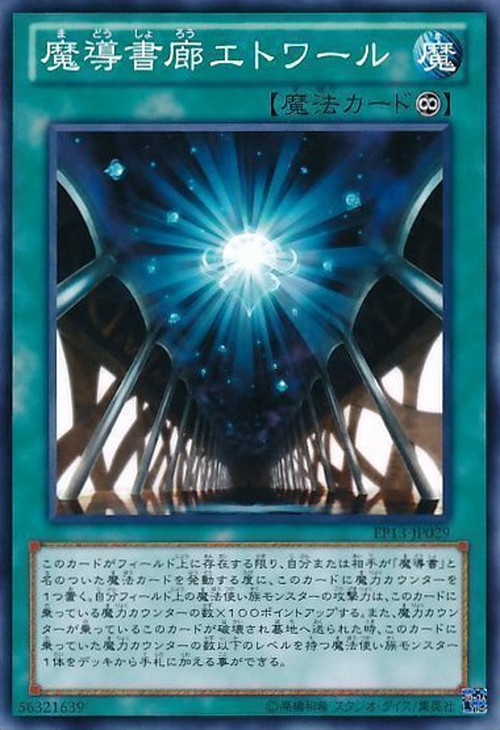 魔導書廊エトワール
魔
【魔法カード∞】
EP13-JP029
このカードがフィールド上に存在する限り、自分または相手が「魔導書」と
名のついた魔法カードを発動する度に、このカードに魔力カウンターを
1つ置く。自分フィールド上の魔法使い族モンスターの攻撃力は、このカードに
乗っている魔力カウンターの数×100ポイントアップする。また、魔力カウン
ターが乗っているこのカードが破壊され墓地へ送られた時、このカードに
乗っていた魔力カウンターの数以下のレベルを持つ魔法使い族モンスター
1体をデッキから手札に加える事ができる。
56321639
©高橋和希 スタジオ・ダイス/集英社